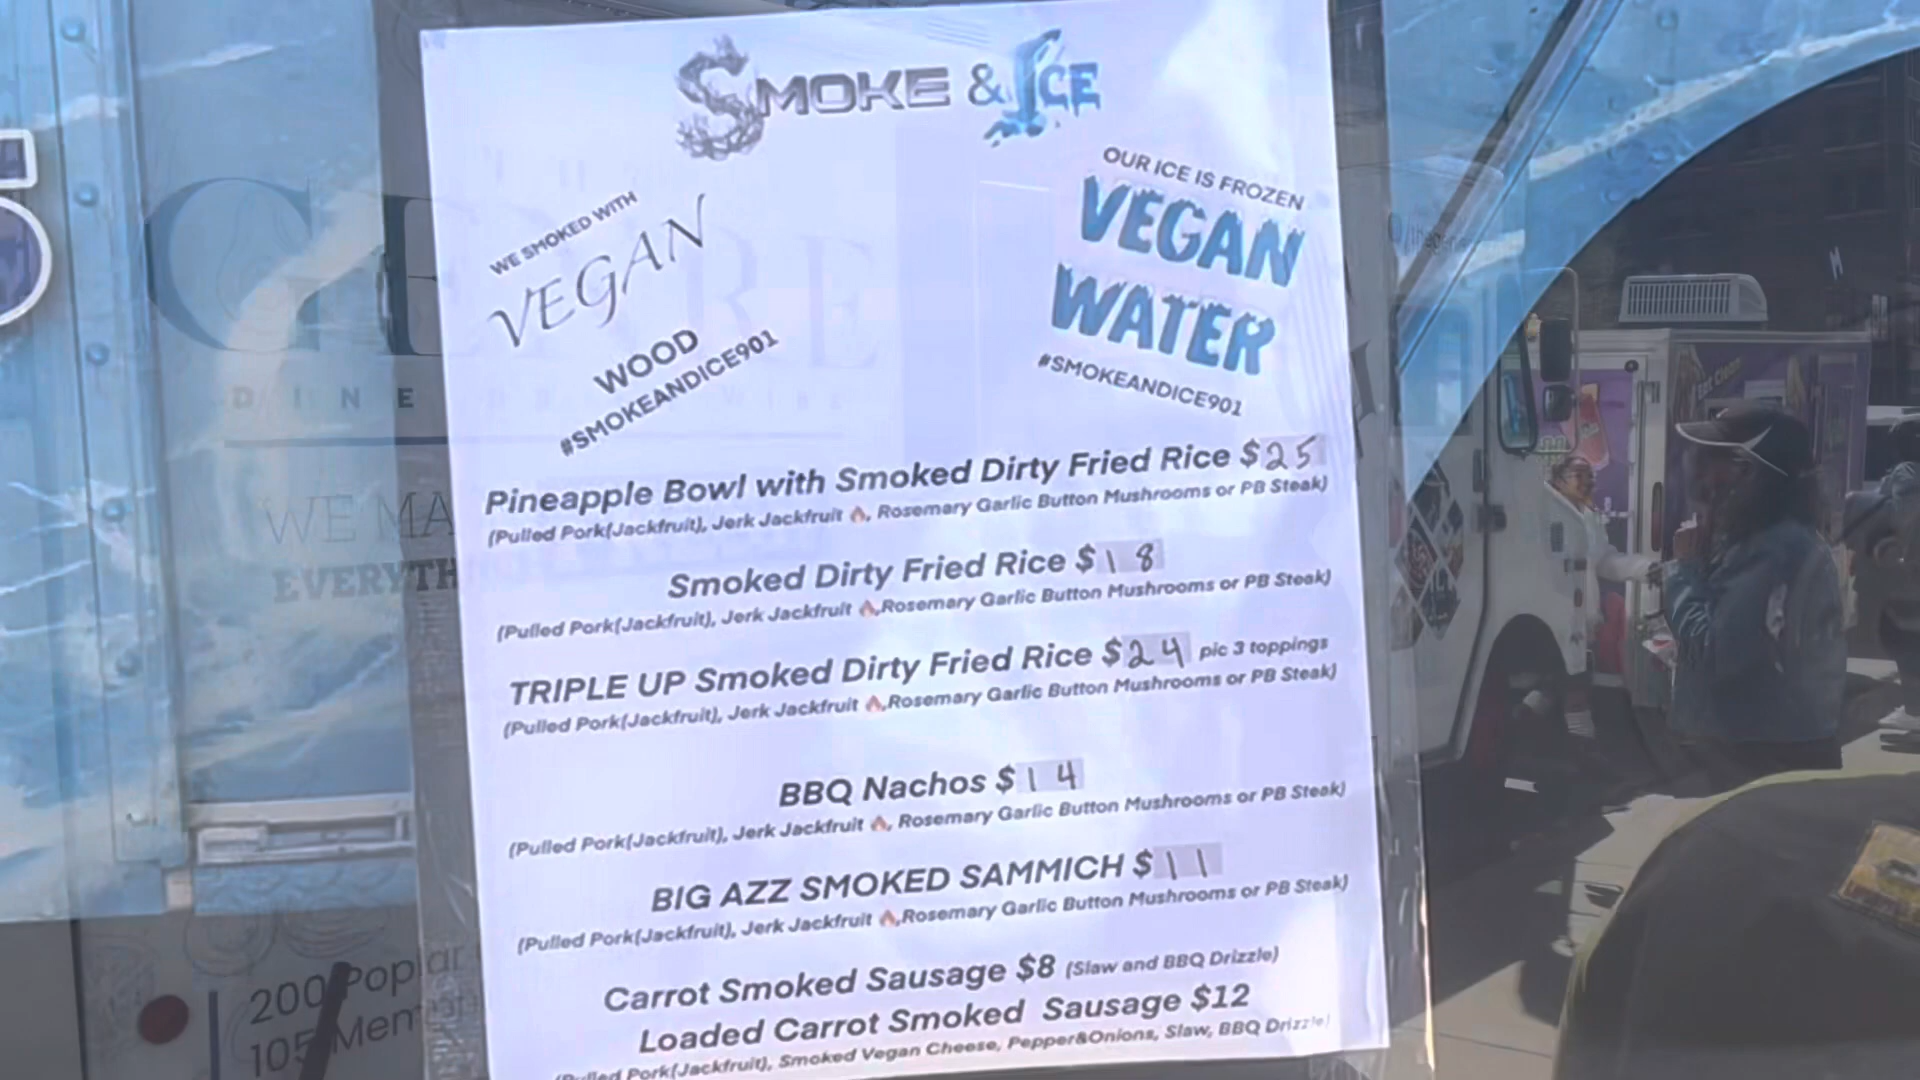 SMOKE & ICE
WE SMOKED WITH
VEGAN
WOOD
#SMOKEANDICE901
OUR ICE IS FROZEN
VEGAN
WATER
#SMOKEANDICE901
Pineapple Bowl with Smoked Dirty Fried Rice $25
(Pulled Pork(Jackfruit), Jerk Jackfruit 🔥, Rosemary Garlic Button Mushrooms or PB Steak)
Smoked Dirty Fried Rice $18
(Pulled Pork(Jackfruit), Jerk Jackfruit 🔥,Rosemary Garlic Button Mushrooms or PB Steak)
TRIPLE UP Smoked Dirty Fried Rice $24 pic 3 toppings
(Pulled Pork(Jackfruit), Jerk Jackfruit 🔥,Rosemary Garlic Button Mushrooms or PB Steak)
BBQ Nachos $14
(Pulled Pork(Jackfruit), Jerk Jackfruit 🔥, Rosemary Garlic Button Mushrooms or PB Steak)
BIG AZZ SMOKED SAMMICH $11
(Pulled Pork(Jackfruit), Jerk Jackfruit 🔥,Rosemary Garlic Button Mushrooms or PB Steak)
Carrot Smoked Sausage $8 (Slaw and BBQ Drizzle)
Loaded Carrot Smoked Sausage $12
(Pulled Pork(Jackfruit), Smoked Vegan Cheese, Pepper&Onions, Slaw, BBQ Drizzle)
GENRE
DINE
WE MA
EVERYTH
200 Poplar
105